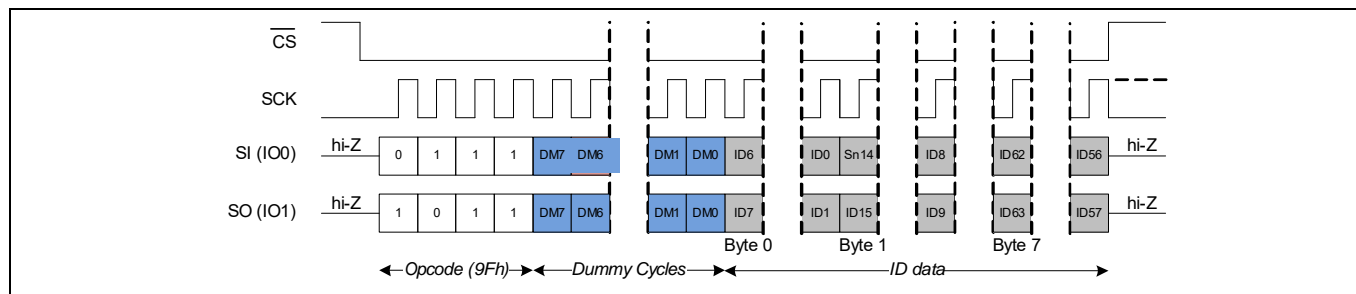 CS
SCK
SI (IO0) hi-Z 0 1 1 1 DM7 DM6 DM1 DM0 ID6 ID0 Sn14 ID8 ID62 ID56 hi-Z
SO (IO1) hi-Z 1 0 1 1 DM7 DM6 DM1 DM0 ID7 ID1 ID15 ID9 ID63 ID57 hi-Z
Byte 0 Byte 1 Byte 7
Opcode (9Fh) Dummy Cycles ID data